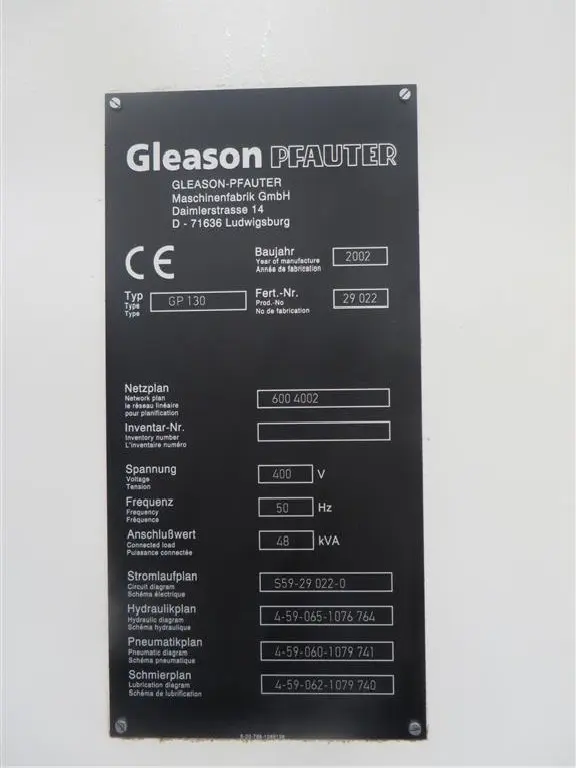 Gleason PFAUTER
GLEASON-PFAUTER
Maschinenfabrik GmbH
Daimlerstrasse 14
D - 71636 Ludwigsburg
CE
Baujahr 2002
Year of manufacture
Année de fabrication
Typ GP 130
Type
Type
Fert.-Nr. 29 022
Prod.-No
No de fabrication
Netzplan 600 4002
Network plan
le réseau linéaire
pour planification
Inventar-Nr.
Inventory number
L'inventaire numéro
Spannung 400 V
Voltage
Tension
Frequenz 50 Hz
Frequency
Fréquence
Anschlußwert 48 kVA
Connected load
Puissance connectée
Stromlaufplan S59-29 022-0
Circuit diagram
Schéma électrique
Hydraulikplan 4-59-065-1076 764
Hydraulic diagram
Schéma hydraulique
Pneumatikplan 4-59-060-1079 741
Pneumatic diagram
Schéma pneumatique
Schmierplan 4-59-062-1079 740
Lubrication diagram
Schéma de lubrification